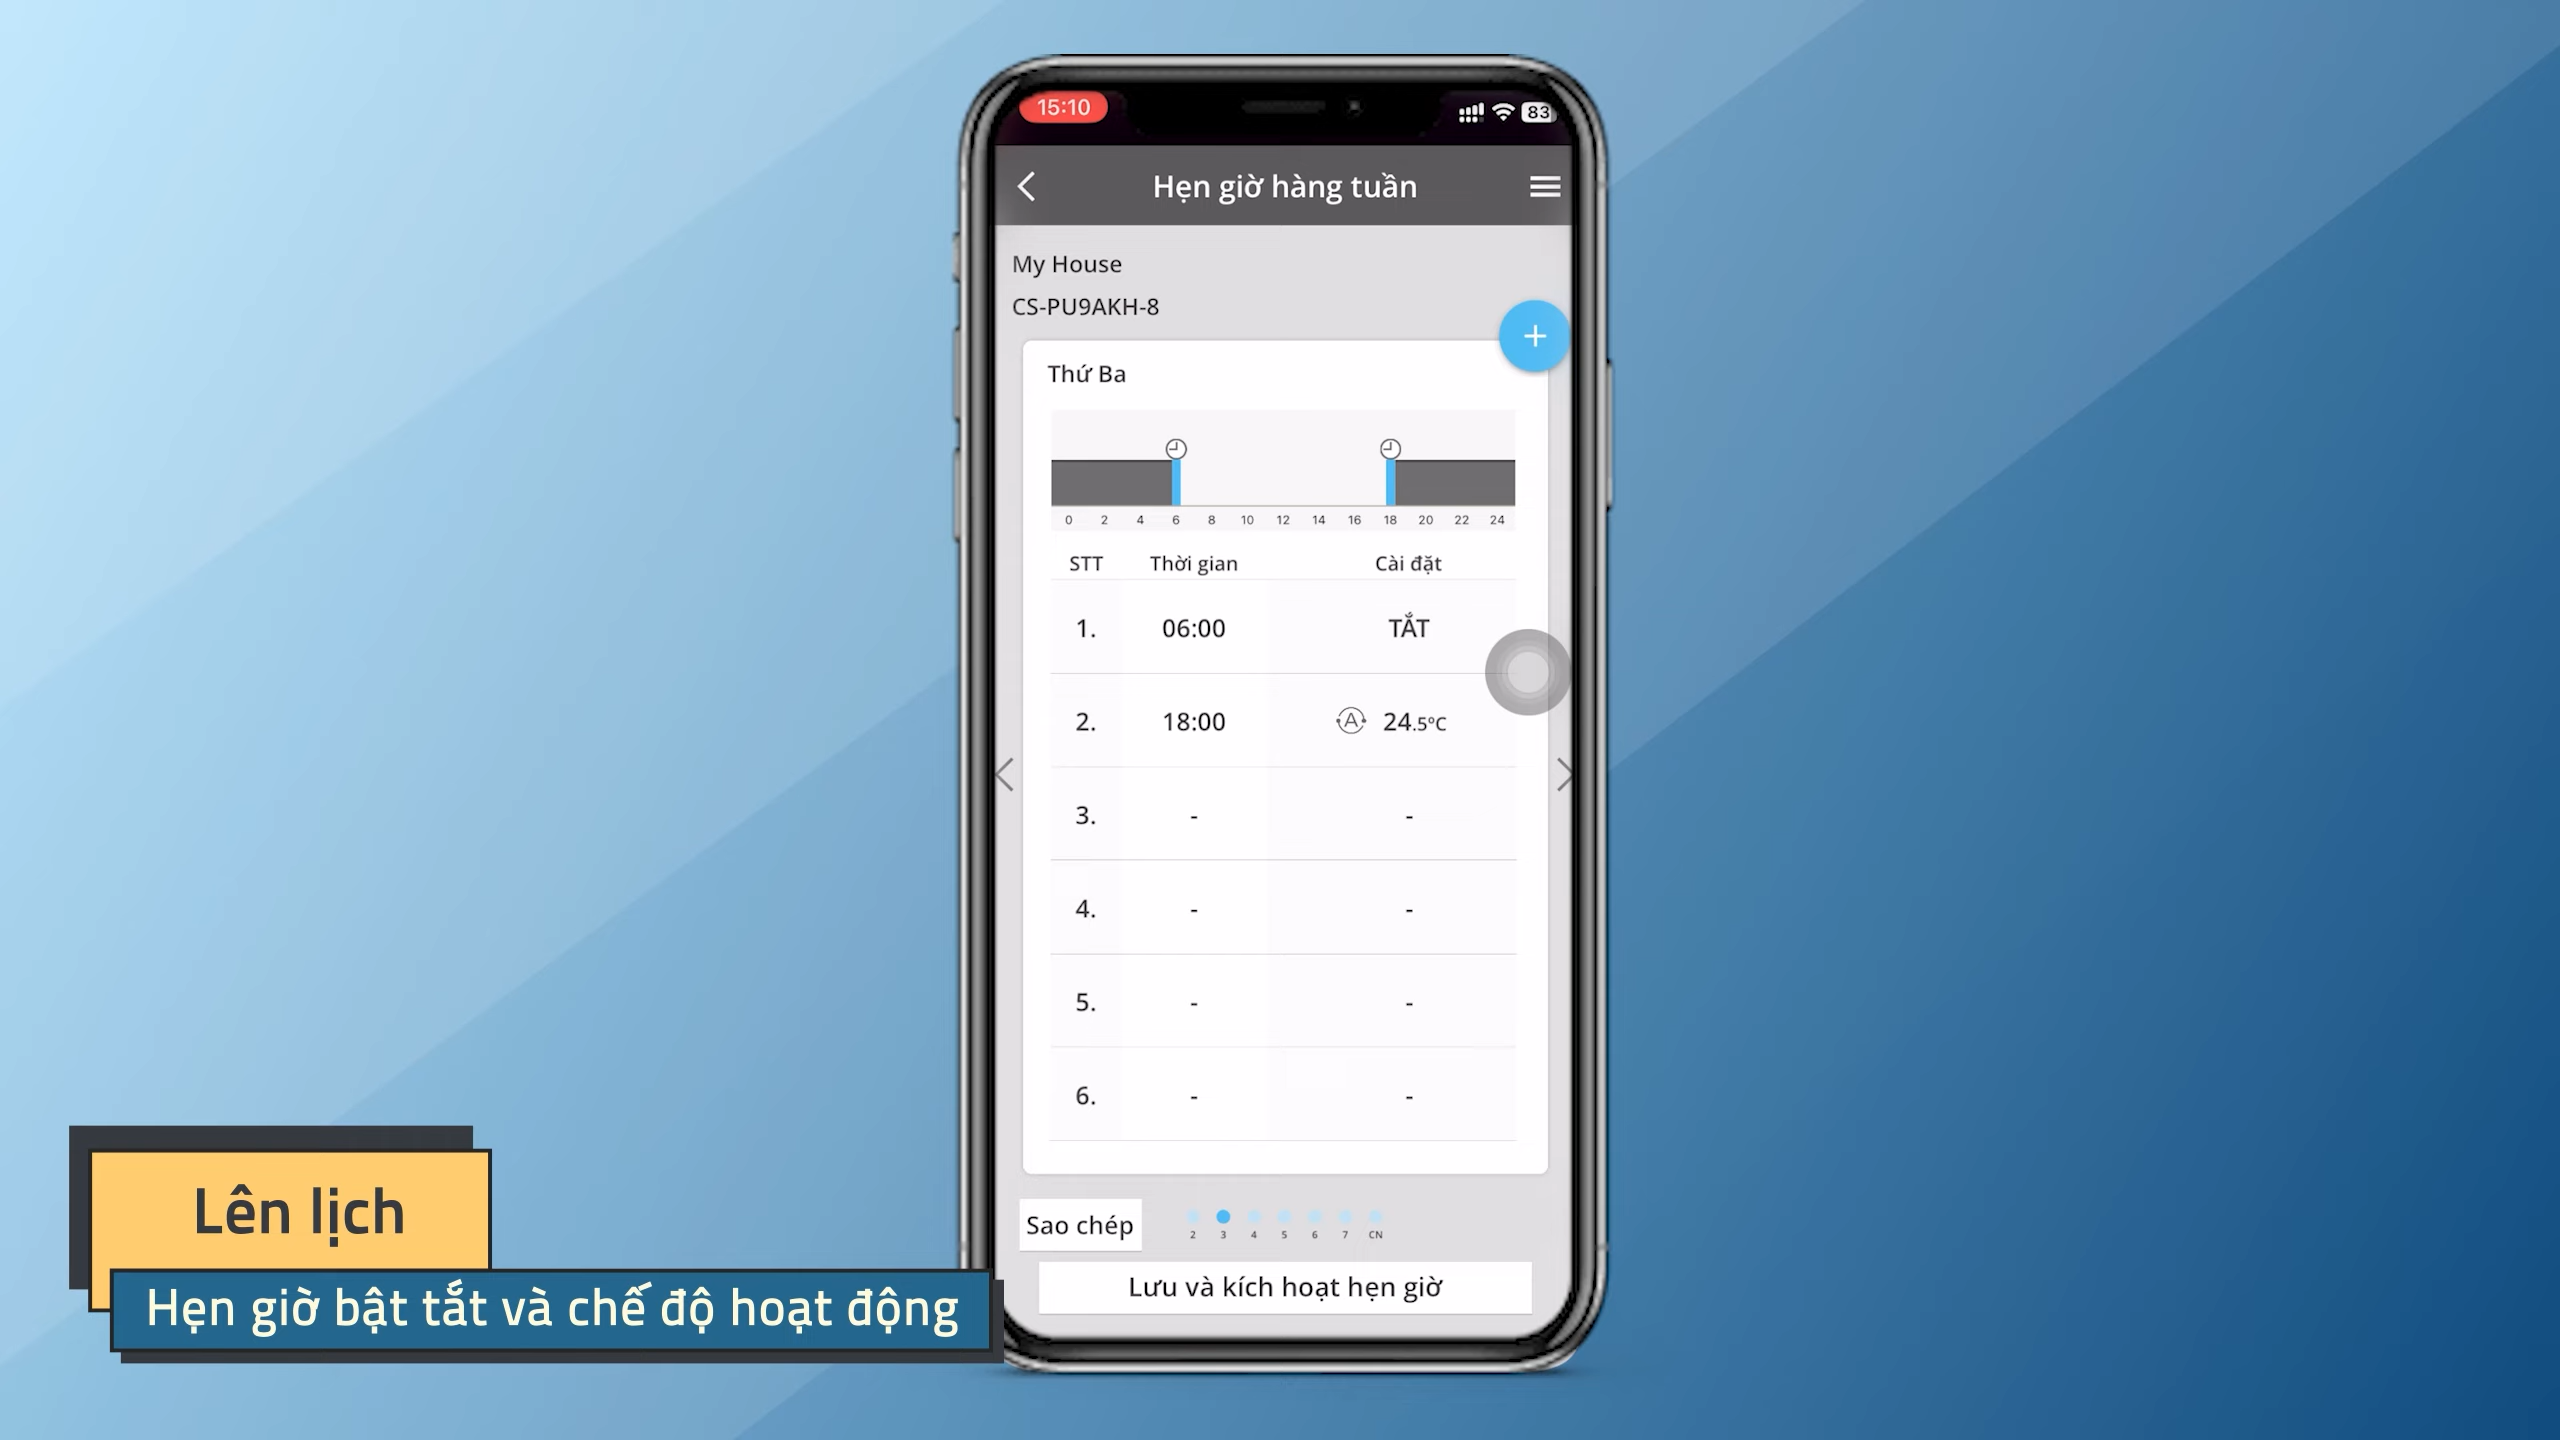 15:10
83
Hẹn giờ hàng tuần
My House
CS-PU9AKH-8
+
Thứ Ba
0 2 4 6 8 10 12 14 16 18 20 22 24
STT Thời gian Cài đặt
1. 06:00 TẮT
2. 18:00 A 24.5°C
3. - -
4. - -
5. - -
6. - -
Sao chép
2 3 4 5 6 7 CN
Lưu và kích hoạt hẹn giờ
Lên lịch
Hẹn giờ bật tắt và chế độ hoạt động